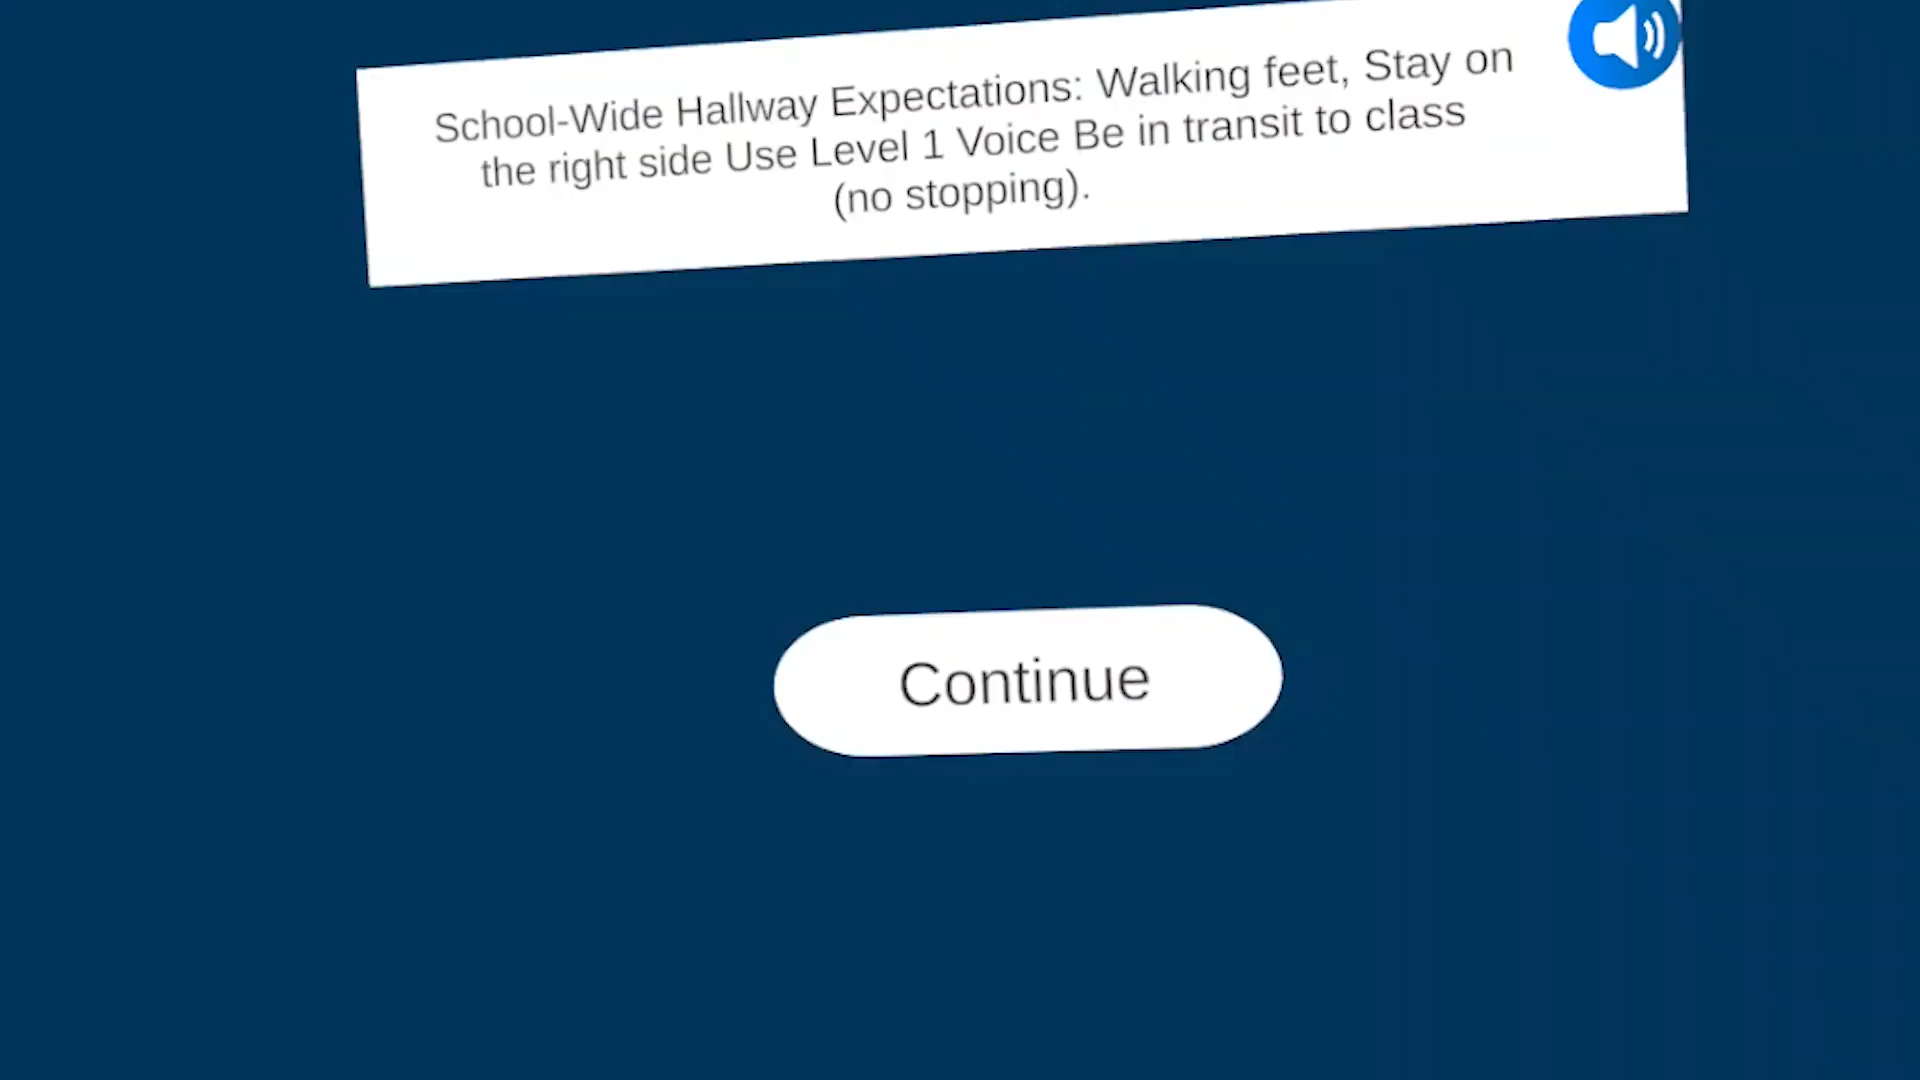 School-Wide Hallway Expectations: Walking feet, Stay on
the right side Use Level 1 Voice Be in transit to class
(no stopping).
Continue